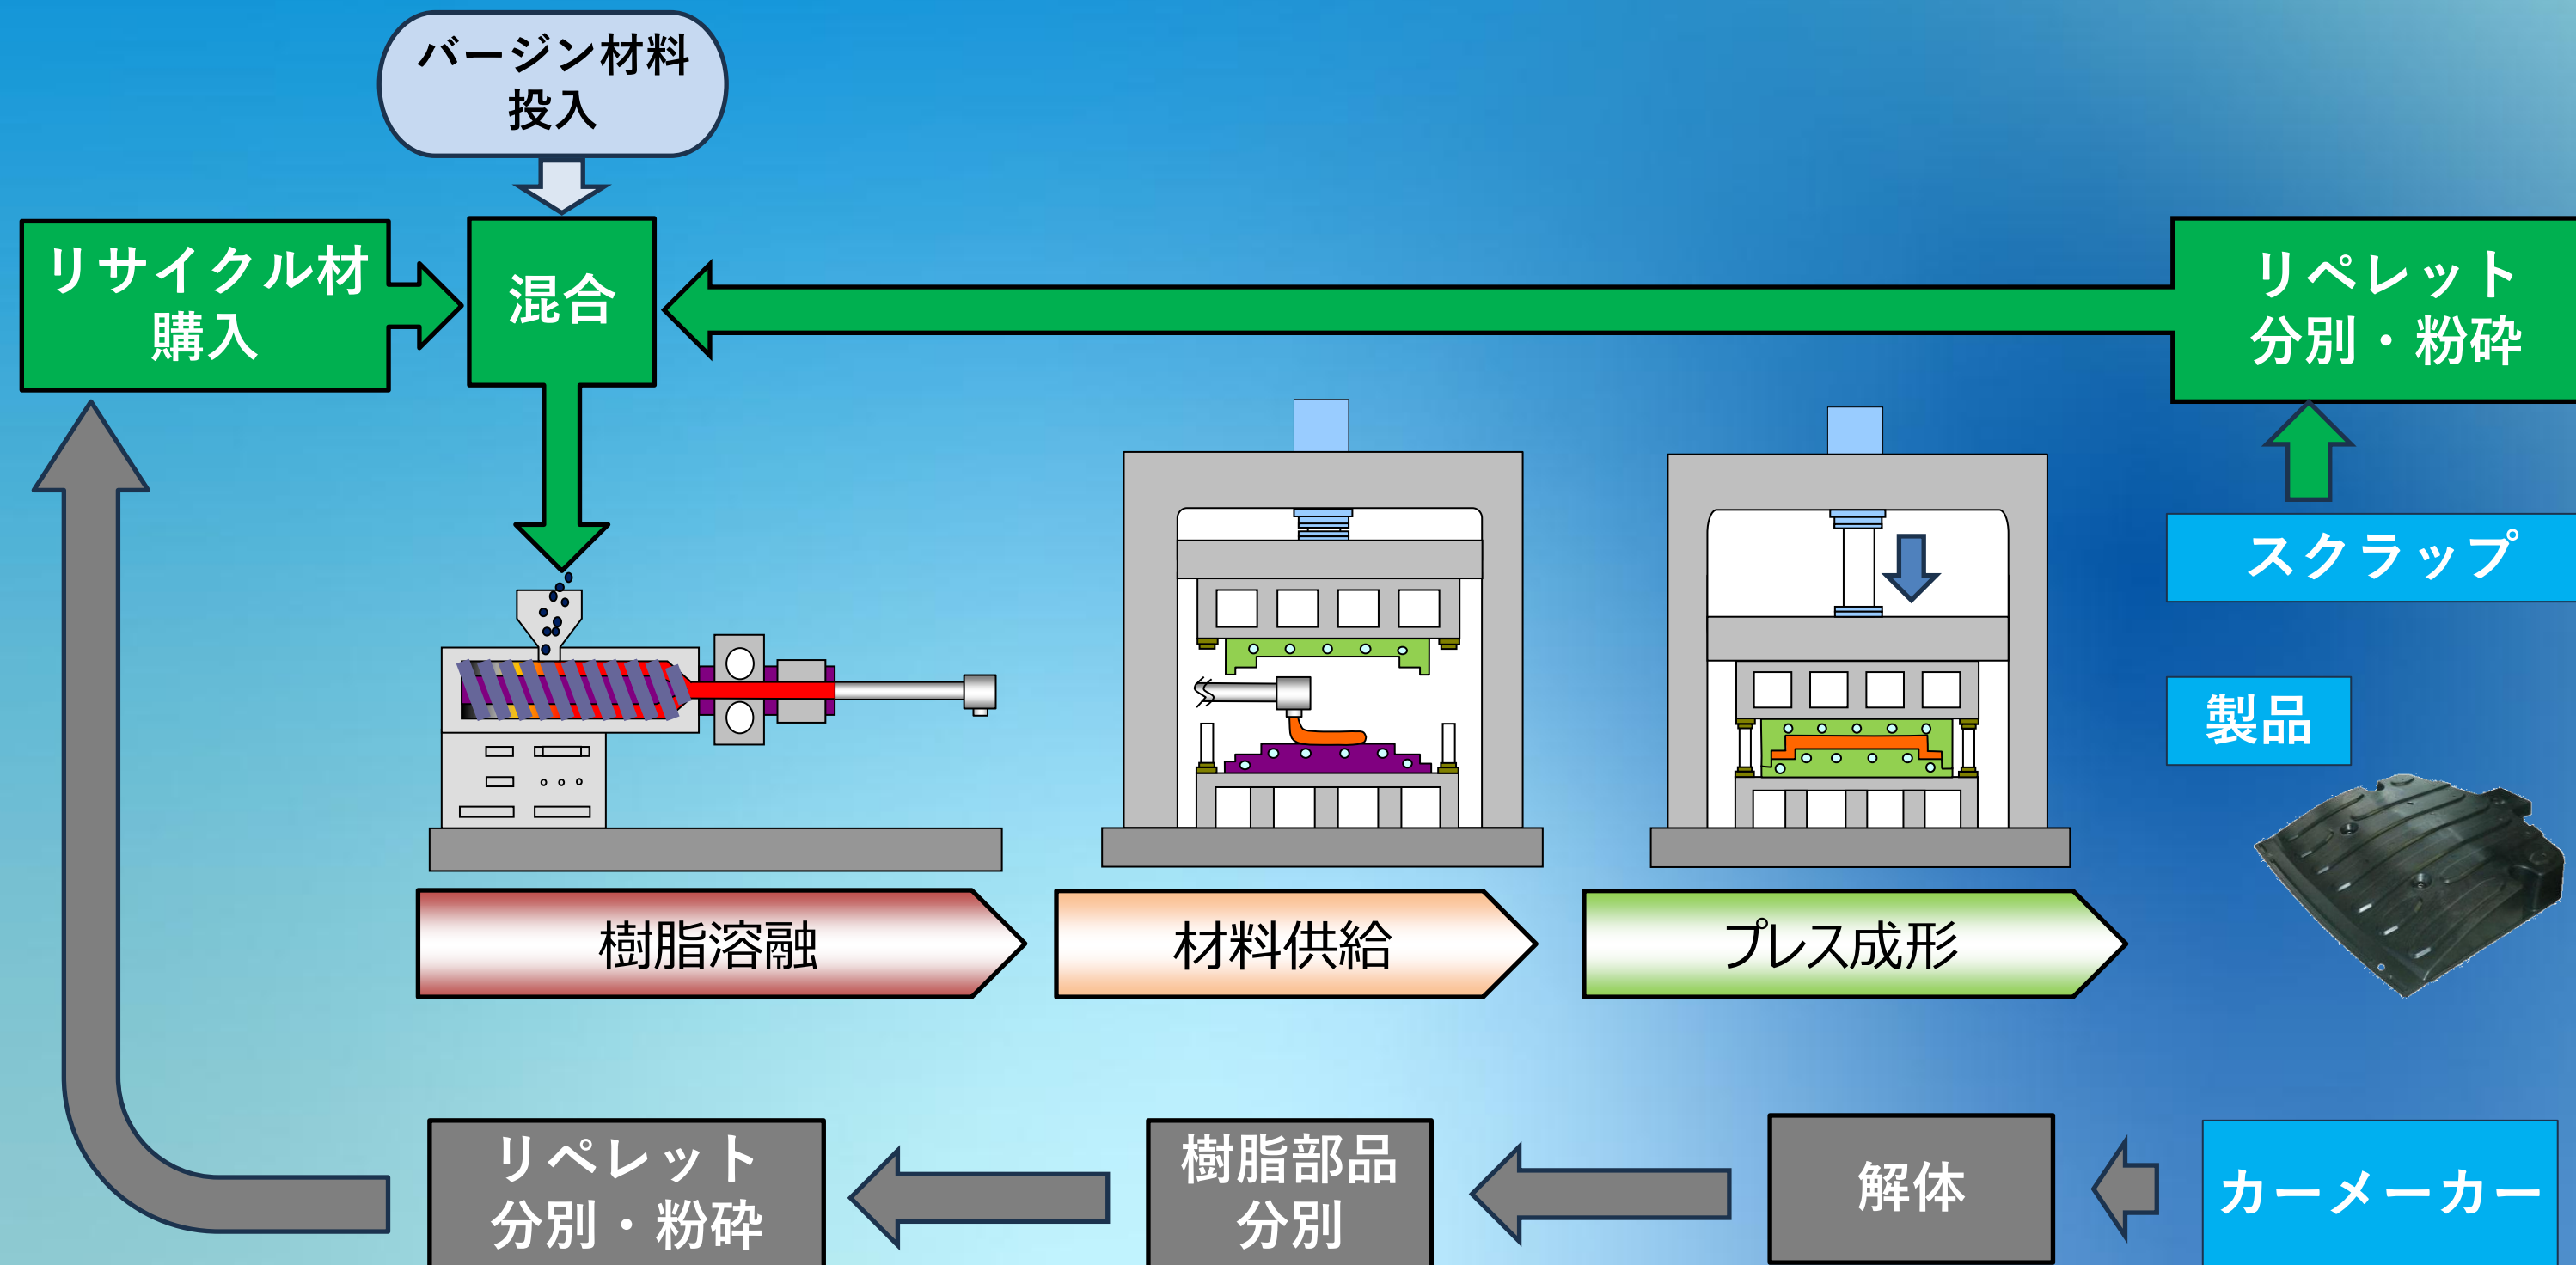 バージン材料
投入
リサイクル材
購入
混合
リペレット
分別・粉砕
スクラップ
製品
樹脂溶融
材料供給
プレス成形
リペレット
分別・粉砕
樹脂部品
分別
解体
カーメーカー